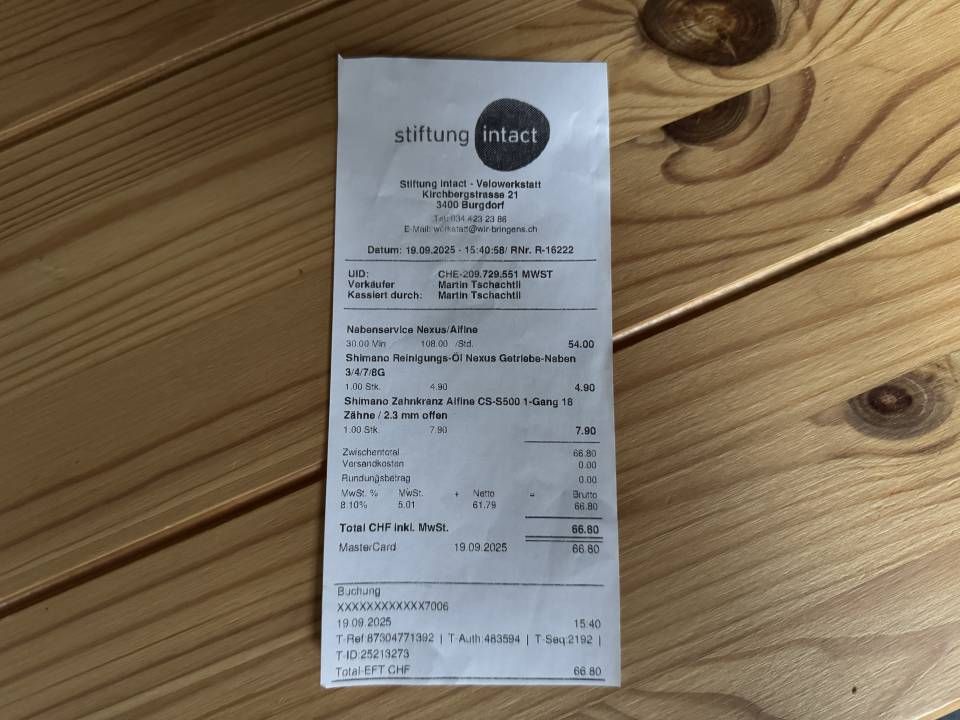 stiftung intact
Stiftung intact - Velowerkstatt
Kirchbergstrasse 21
3400 Burgdorf
Tel: 034 423 23 86
E-Mail: werkstatt@wir-bringens.ch
Datum: 19.09.2025 - 15:40:58/ RNr. R-16222
UID: CHE-209.729.551 MWST
Verkäufer Martin Tschachtli
Kassiert durch: Martin Tschachtli
Nabenservice Nexus/Alfine
30.00 Min 108.00 /Std. 54.00
Shimano Reinigungs-Öl Nexus Getriebe-Naben
3/4/7/8G
1.00 Stk. 4.90 4.90
Shimano Zahnkranz Alfine CS-S500 1-Gang 18
Zähne / 2.3 mm offen
1.00 Stk. 7.90 7.90
Zwischentotal 66.80
Versandkosten 0.00
Rundungsbetrag 0.00
MwSt. % MwSt. + Netto = Brutto
8.10% 5.01 61.79 66.80
Total CHF inkl. MwSt. 66.80
MasterCard 19.09.2025 66.80
Buchung
XXXXXXXXXXXX7006
19.09.2025 15:40
T-Ref:87304771392 | T-Auth:483594 | T-Seq:2192 |
T-ID:25213273
Total-EFT CHF 66.80